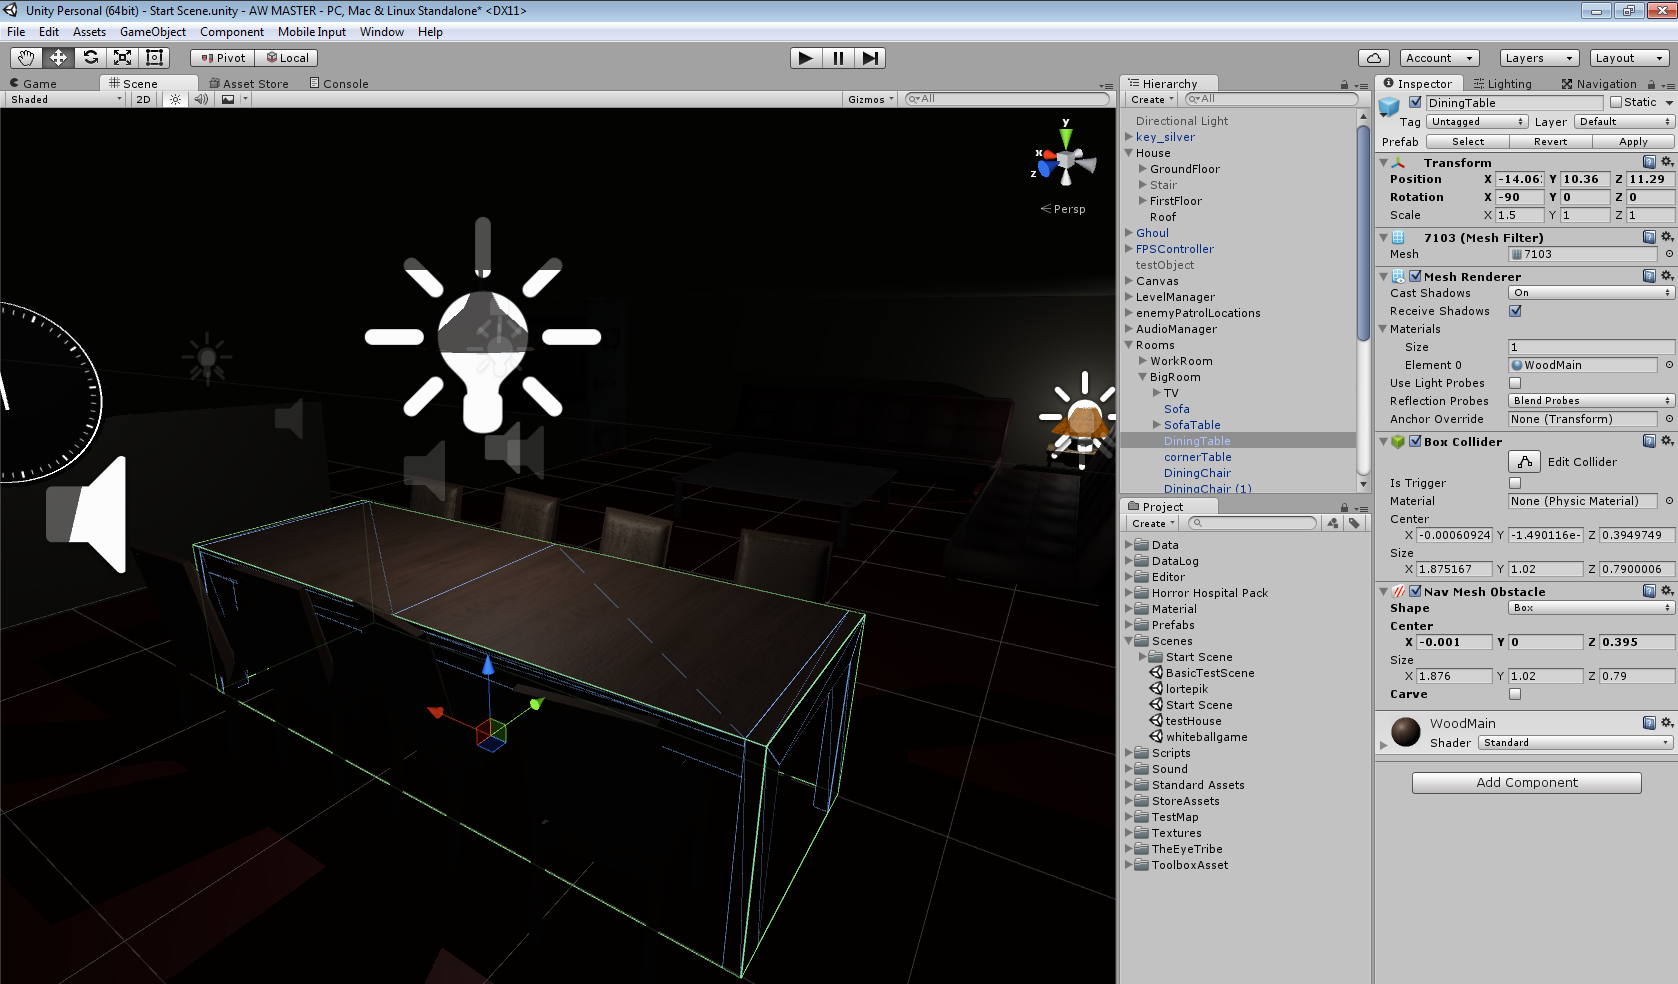 Unity Personal (64bit) - Start Scene.unity - AW MASTER - PC, Mac & Linux Standalone* <DX11>
File Edit Assets GameObject Component Mobile Input Window Help
Pivot Local Account Layers Layout
Game Scene Asset Store Console
Shaded 2D Gizmos All
y
x
z
Persp
Hierarchy
Create All
Directional Light
key_silver
House
GroundFloor
Stair
FirstFloor
Roof
Ghoul
FPSController
testObject
Canvas
LevelManager
enemyPatrolLocations
AudioManager
Rooms
WorkRoom
BigRoom
TV
Sofa
SofaTable
DiningTable
cornerTable
DiningChair
DiningChair (1)
Project
Create
Data
DataLog
Editor
Horror Hospital Pack
Material
Prefabs
Scenes
Start Scene
BasicTestScene
lortepik
Start Scene
testHouse
whiteballgame
Scripts
Sound
Standard Assets
StoreAssets
TestMap
Textures
TheEyeTribe
ToolboxAsset
Inspector Lighting Navigation
DiningTable Static
Tag Untagged Layer Default
Prefab Select Revert Apply
Transform
Position X -14.06 Y 10.36 Z 11.29
Rotation X -90 Y 0 Z 0
Scale X 1.5 Y 1 Z 1
7103 (Mesh Filter)
Mesh 7103
Mesh Renderer
Cast Shadows On
Receive Shadows
Materials
Size 1
Element 0 WoodMain
Use Light Probes
Reflection Probes Blend Probes
Anchor Override None (Transform)
Box Collider
Edit Collider
Is Trigger
Material None (Physic Material)
Center
X -0.00060924 Y -1.490116e- Z 0.3949749
Size
X 1.875167 Y 1.02 Z 0.7900006
Nav Mesh Obstacle
Shape Box
Center
X -0.001 Y 0 Z 0.395
Size
X 1.876 Y 1.02 Z 0.79
Carve
WoodMain
Shader Standard
Add Component